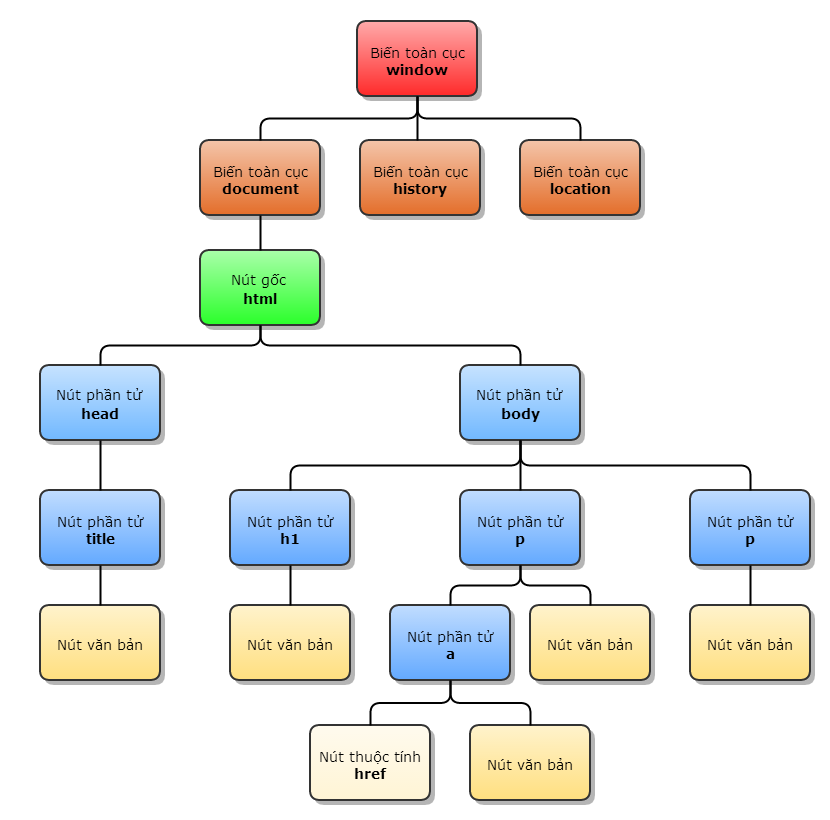 Biến toàn cục
window
Biến toàn cục
document
Biến toàn cục
history
Biến toàn cục
location
Nút gốc
html
Nút phần tử
head
Nút phần tử
body
Nút phần tử
title
Nút phần tử
h1
Nút phần tử
p
Nút phần tử
p
Nút văn bản
Nút văn bản
Nút phần tử
a
Nút văn bản
Nút văn bản
Nút thuộc tính
href
Nút văn bản